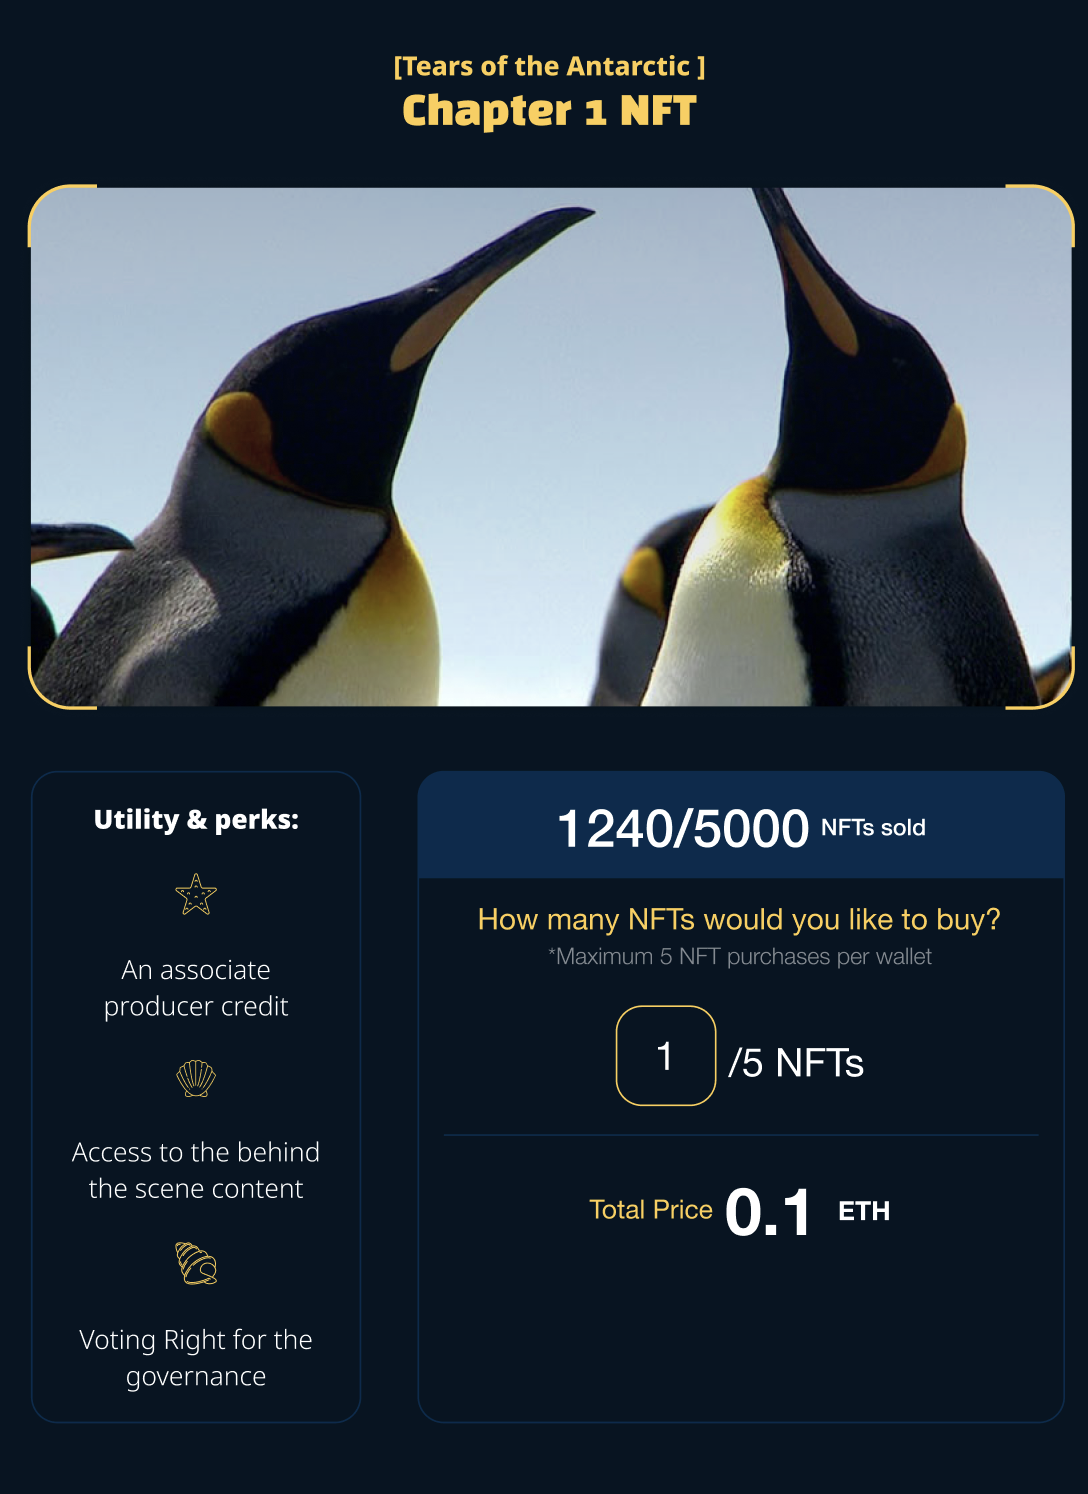 [Tears of the Antarctic ]
Chapter 1 NFT
Utility & perks:
An associate
producer credit
Access to the behind
the scene content
Voting Right for the
governance
1240/5000 NFTs sold
How many NFTs would you like to buy?
*Maximum 5 NFT purchases per wallet
1 /5 NFTs
Total Price 0.1 ETH